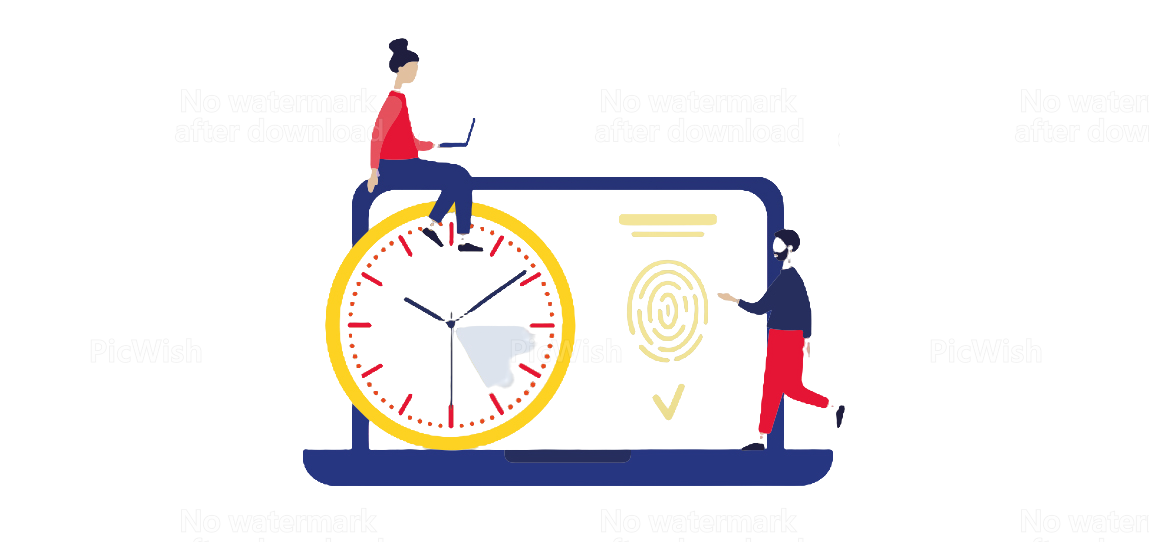 No watermark No watermark No waterm
after download after download after dow
PicWish PicWish PicWish
No watermark No watermark No waterm